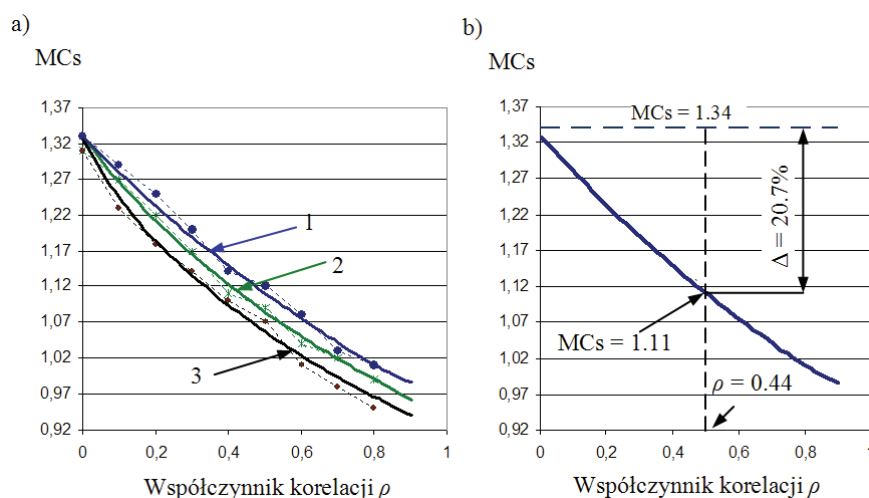 a)
MCs
1,37
1,32
1,27
1,22
1,17
1,12
1,07
1,02
0,97
0,92
1
2
3
0 0,2 0,4 0,6 0,8 1
Współczynnik korelacji ρ
b)
MCs
1,37
1,32
1,27
1,22
1,17
1,12
1,07
1,02
0,97
0,92
MCs = 1.34
Δ = 20.7%
MCs = 1.11
ρ = 0.44
0 0,2 0,4 0,6 0,8 1
Współczynnik korelacji ρ